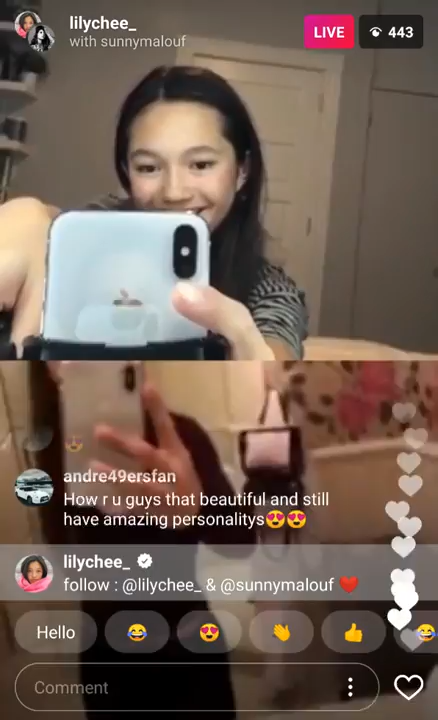 lilychee_
with sunnymalouf
LIVE
443
andre49ersfan
How r u guys that beautiful and still
have amazing personalitys😍😍
lilychee_
follow : @lilychee_ & @sunnymalouf ❤️
Hello 😂 😍 👋 👍 😂
Comment